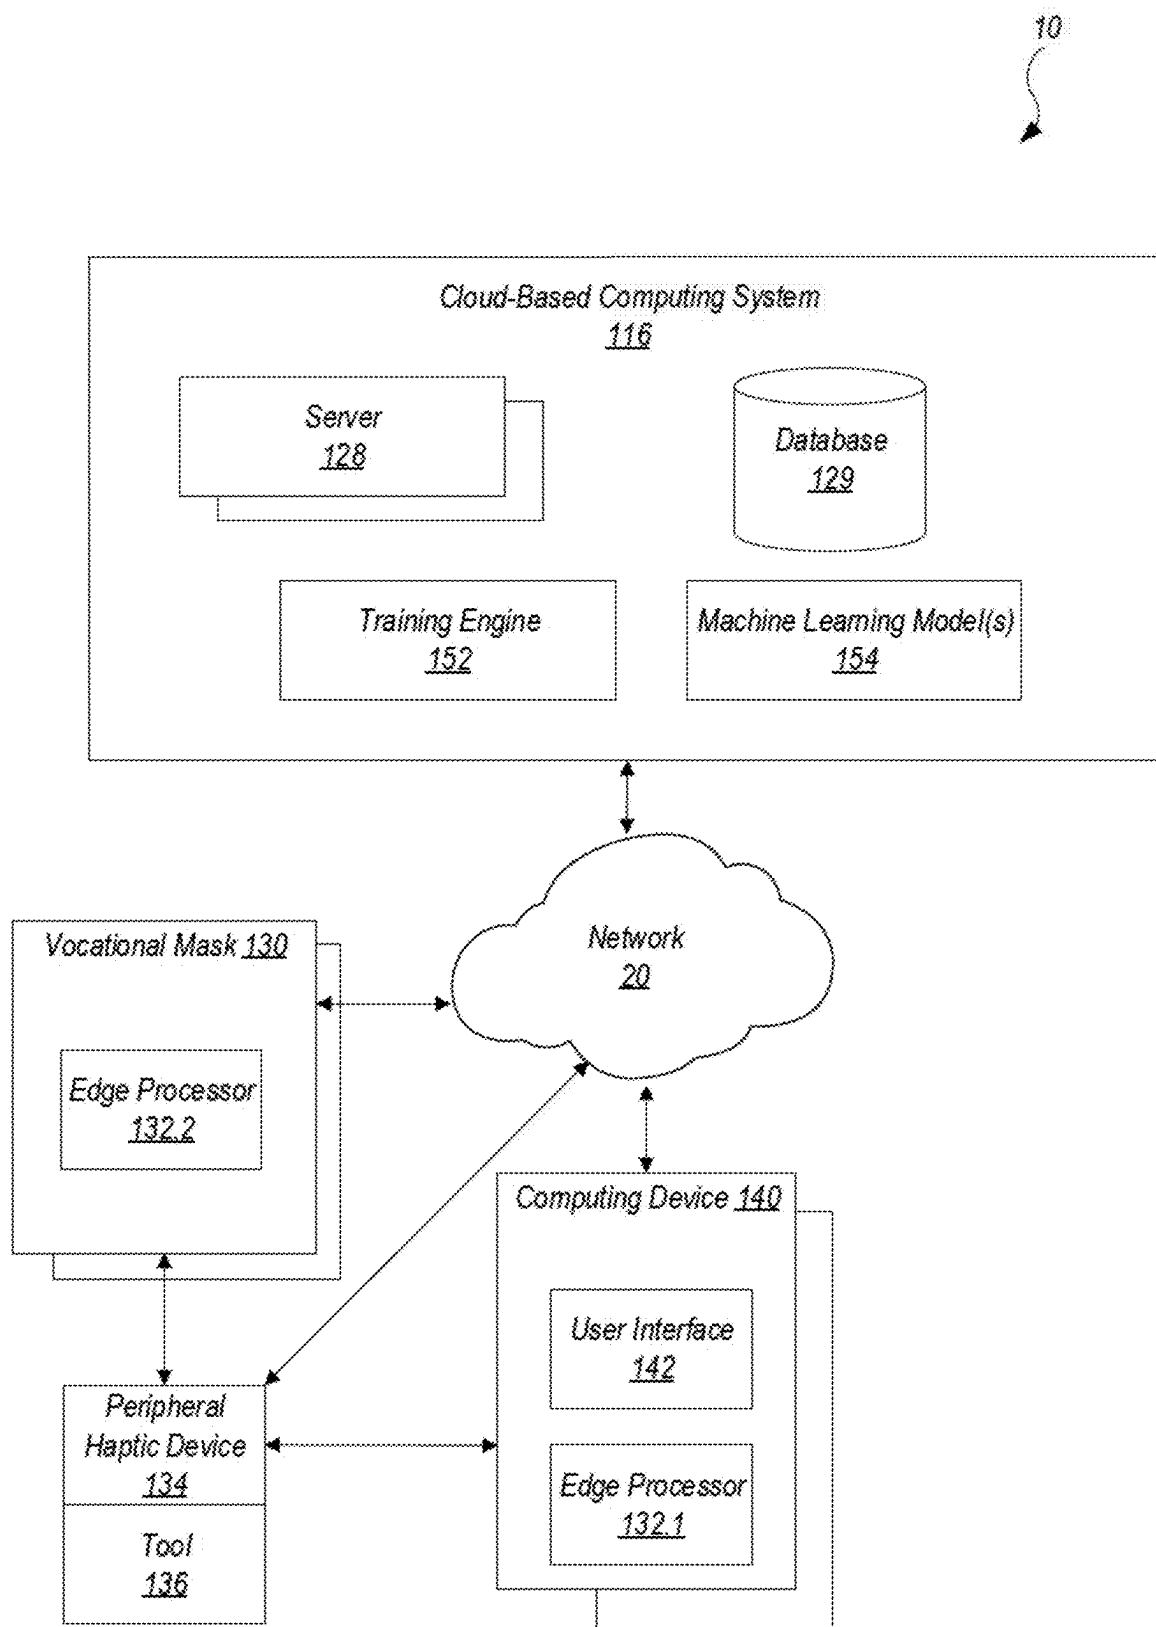 10
Cloud-Based Computing System
116
Server
128
Database
129
Training Engine
152
Machine Learning Model(s)
154
Network
20
Vocational Mask 130
Edge Processor
132.2
Computing Device 140
User Interface
142
Edge Processor
132.1
Peripheral
Haptic Device
134
Tool
136